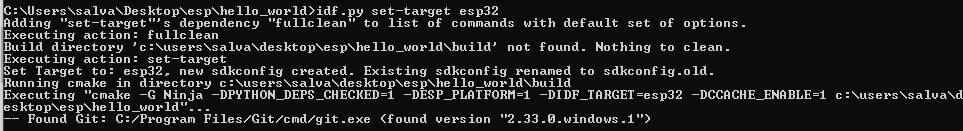 C:\Users\salva\Desktop\esp\hello_world>idf.py set-target esp32
Adding "set-target"'s dependency "fullclean" to list of commands with default set of options.
Executing action: fullclean
Build directory 'c:\users\salva\desktop\esp\hello_world\build' not found. Nothing to clean.
Executing action: set-target
Set Target to: esp32, new sdkconfig created. Existing sdkconfig renamed to sdkconfig.old.
Running cmake in directory c:\users\salva\desktop\esp\hello_world\build
Executing "cmake -G Ninja -DPYTHON_DEPS_CHECKED=1 -DESP_PLATFORM=1 -DIDF_TARGET=esp32 -DCCACHE_ENABLE=1 c:\users\salva\d
esktop\esp\hello_world"...
-- Found Git: C:/Program Files/Git/cmd/git.exe (found version "2.33.0.windows.1")